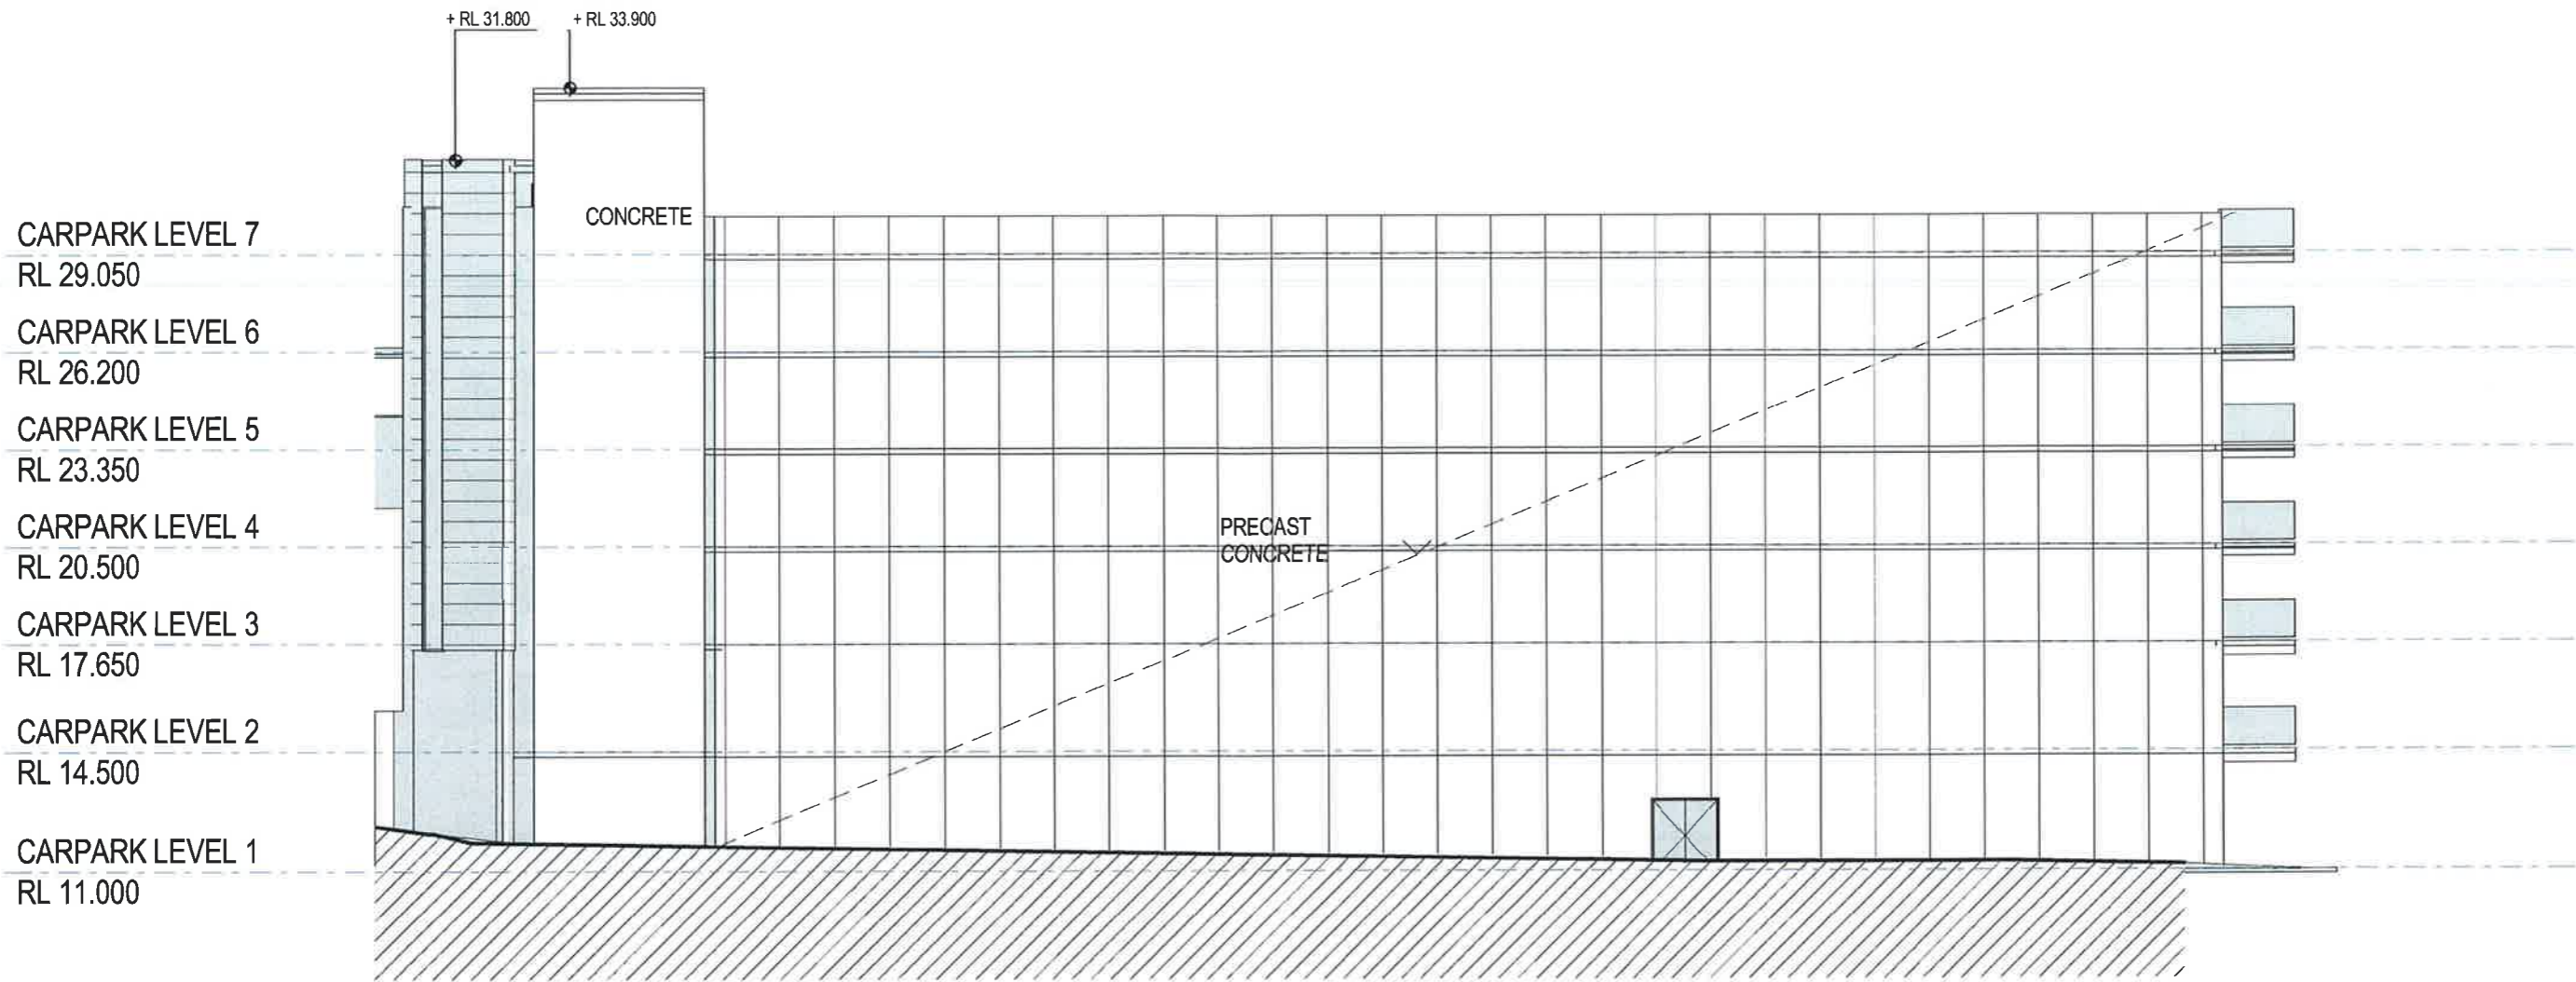 + RL 31.800
+ RL 33.900
CONCRETE
CARPARK LEVEL 7
RL 29.050
CARPARK LEVEL 6
RL 26.200
CARPARK LEVEL 5
RL 23.350
CARPARK LEVEL 4
RL 20.500
PRECAST
CONCRETE
CARPARK LEVEL 3
RL 17.650
CARPARK LEVEL 2
RL 14.500
CARPARK LEVEL 1
RL 11.000